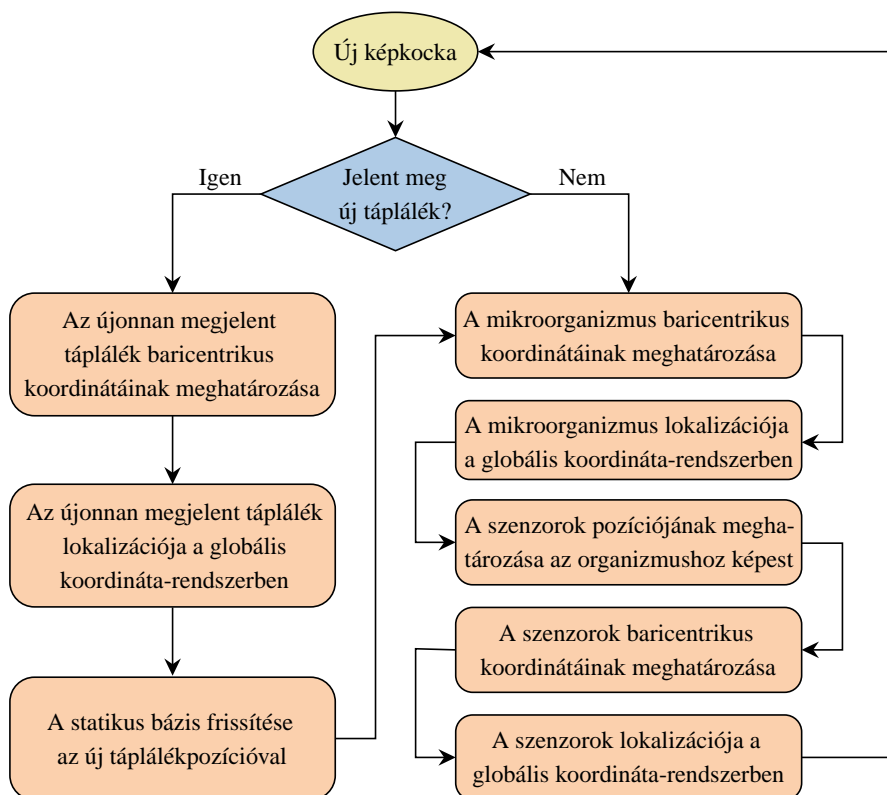 Új képkocka
Jelent meg
új táplálék?
Igen
Nem
Az újonnan megjelent
táplálék baricentrikus
koordinátáinak meghatározása
Az újonnan megjelent táplálék
lokalizációja a globális
koordináta-rendszerben
A statikus bázis frissítése
az új táplálékpozícióval
A mikroorganizmus baricentrikus
koordinátáinak meghatározása
A mikroorganizmus lokalizációja
a globális koordináta-rendszerben
A szenzorok pozíciójának megha-
tározása az organizmushoz képest
A szenzorok baricentrikus
koordinátáinak meghatározása
A szenzorok lokalizációja a
globális koordináta-rendszerben